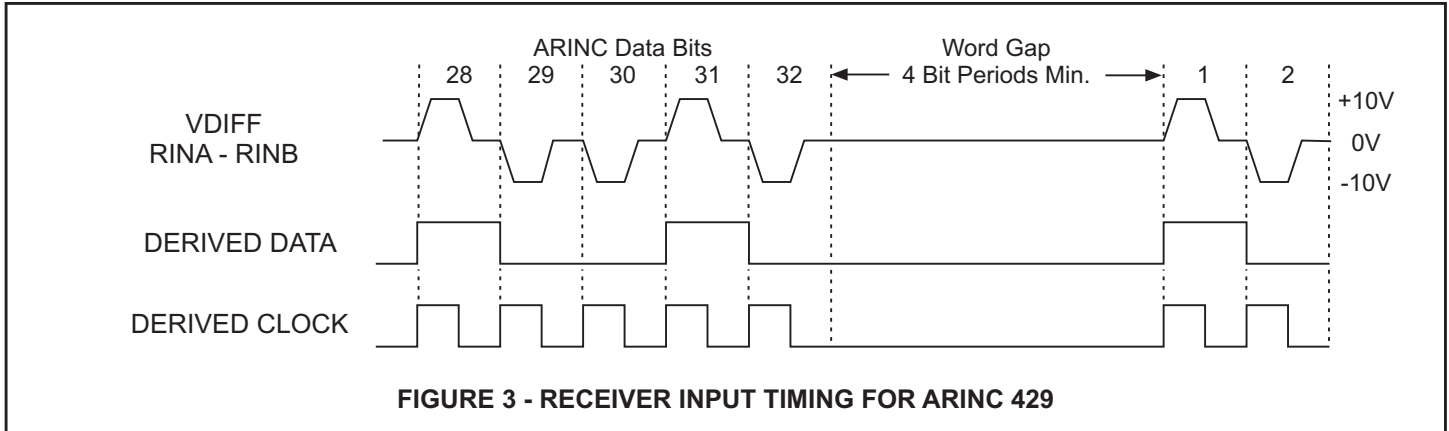 ARINC Data Bits
Word Gap
28 29 30 31 32 4 Bit Periods Min. 1 2
+10V
VDIFF
0V
RINA - RINB
-10V
DERIVED DATA
DERIVED CLOCK
FIGURE 3 - RECEIVER INPUT TIMING FOR ARINC 429